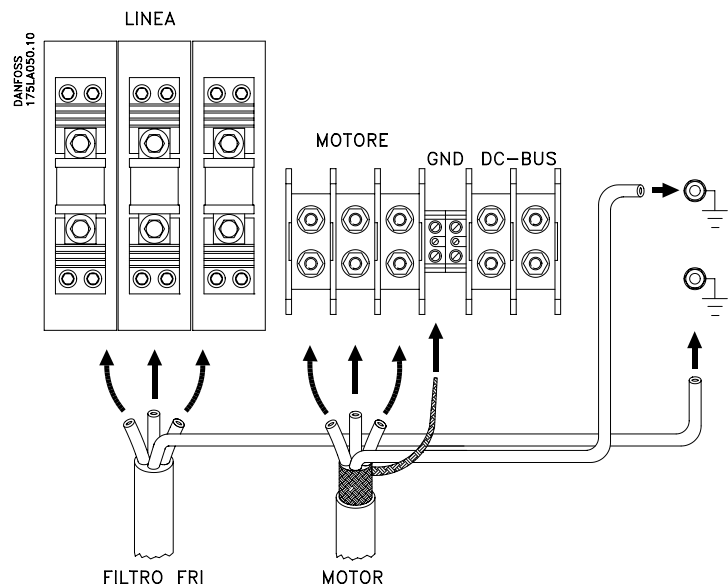 LINEA
DANFOSS
175LA050.10
MOTORE
GND DC-BUS
FILTRO FRI
MOTOR